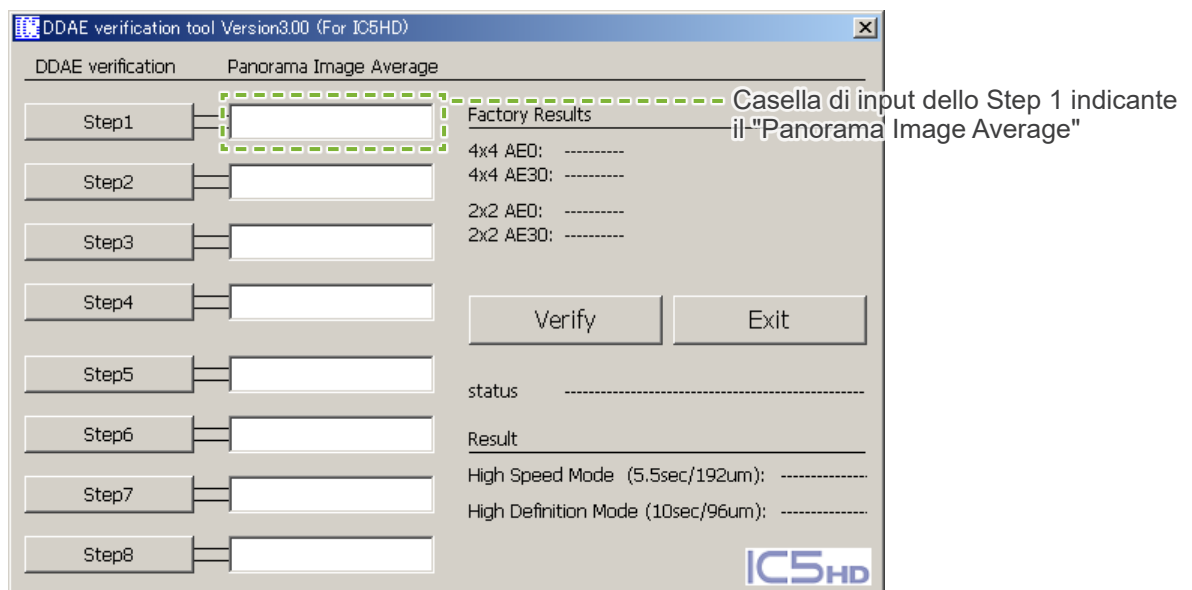 DDAE verification tool Version3.00 (For IC5HD)
DDAE verification Panorama Image Average
Step1
Casella di input dello Step 1 indicante
il "Panorama Image Average"
Factory Results
4x4 AE0: ----------
4x4 AE30: ----------
Step2
2x2 AE0: ----------
2x2 AE30: ----------
Step3
Step4
Verify
Exit
Step5
status --------------------------------------------------
Step6
Result
High Speed Mode (5.5sec/192um): ---------------
Step7
High Definition Mode (10sec/96um): ---------------
Step8
IC5HD